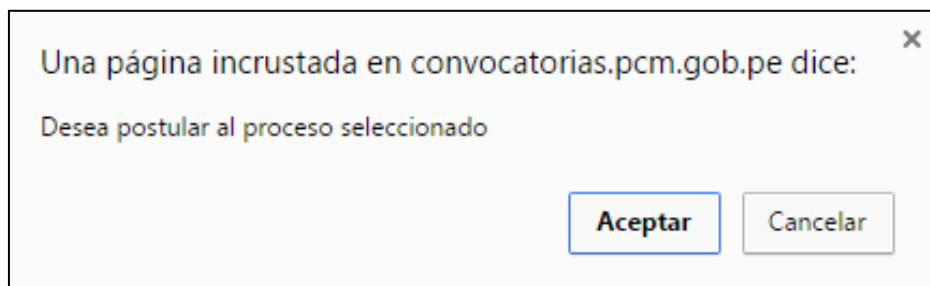 Una página incrustada en convocatorias.pcm.gob.pe dice:
Desea postular al proceso seleccionado
Aceptar Cancelar